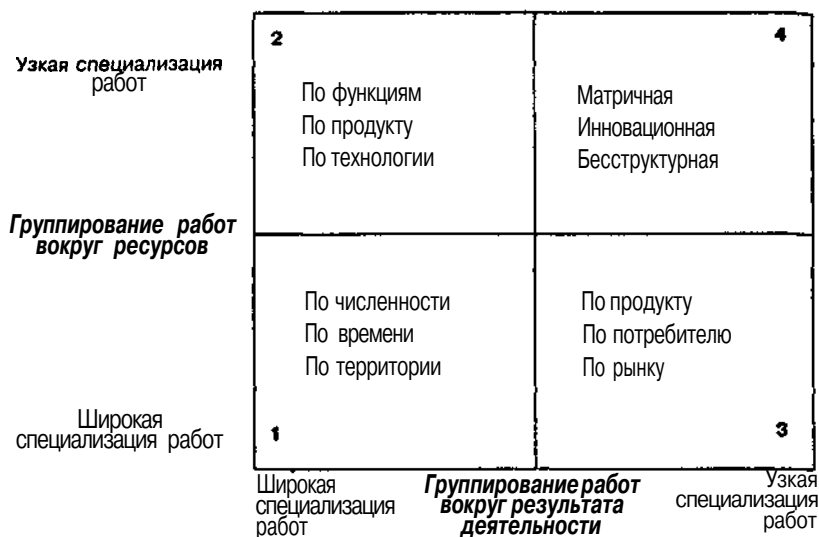 2
4
Узкая специализация
работ
По функциям
По продукту
По технологии
Матричная
Инновационная
Бесструктурная
Группирование работ
вокруг ресурсов
По численности
По времени
По территории
По продукту
По потребителю
По рынку
Широкая
специализация работ
1
3
Широкая
специализация
работ
Группирование работ
вокруг результата
деятельности
Узкая
специализация
работ